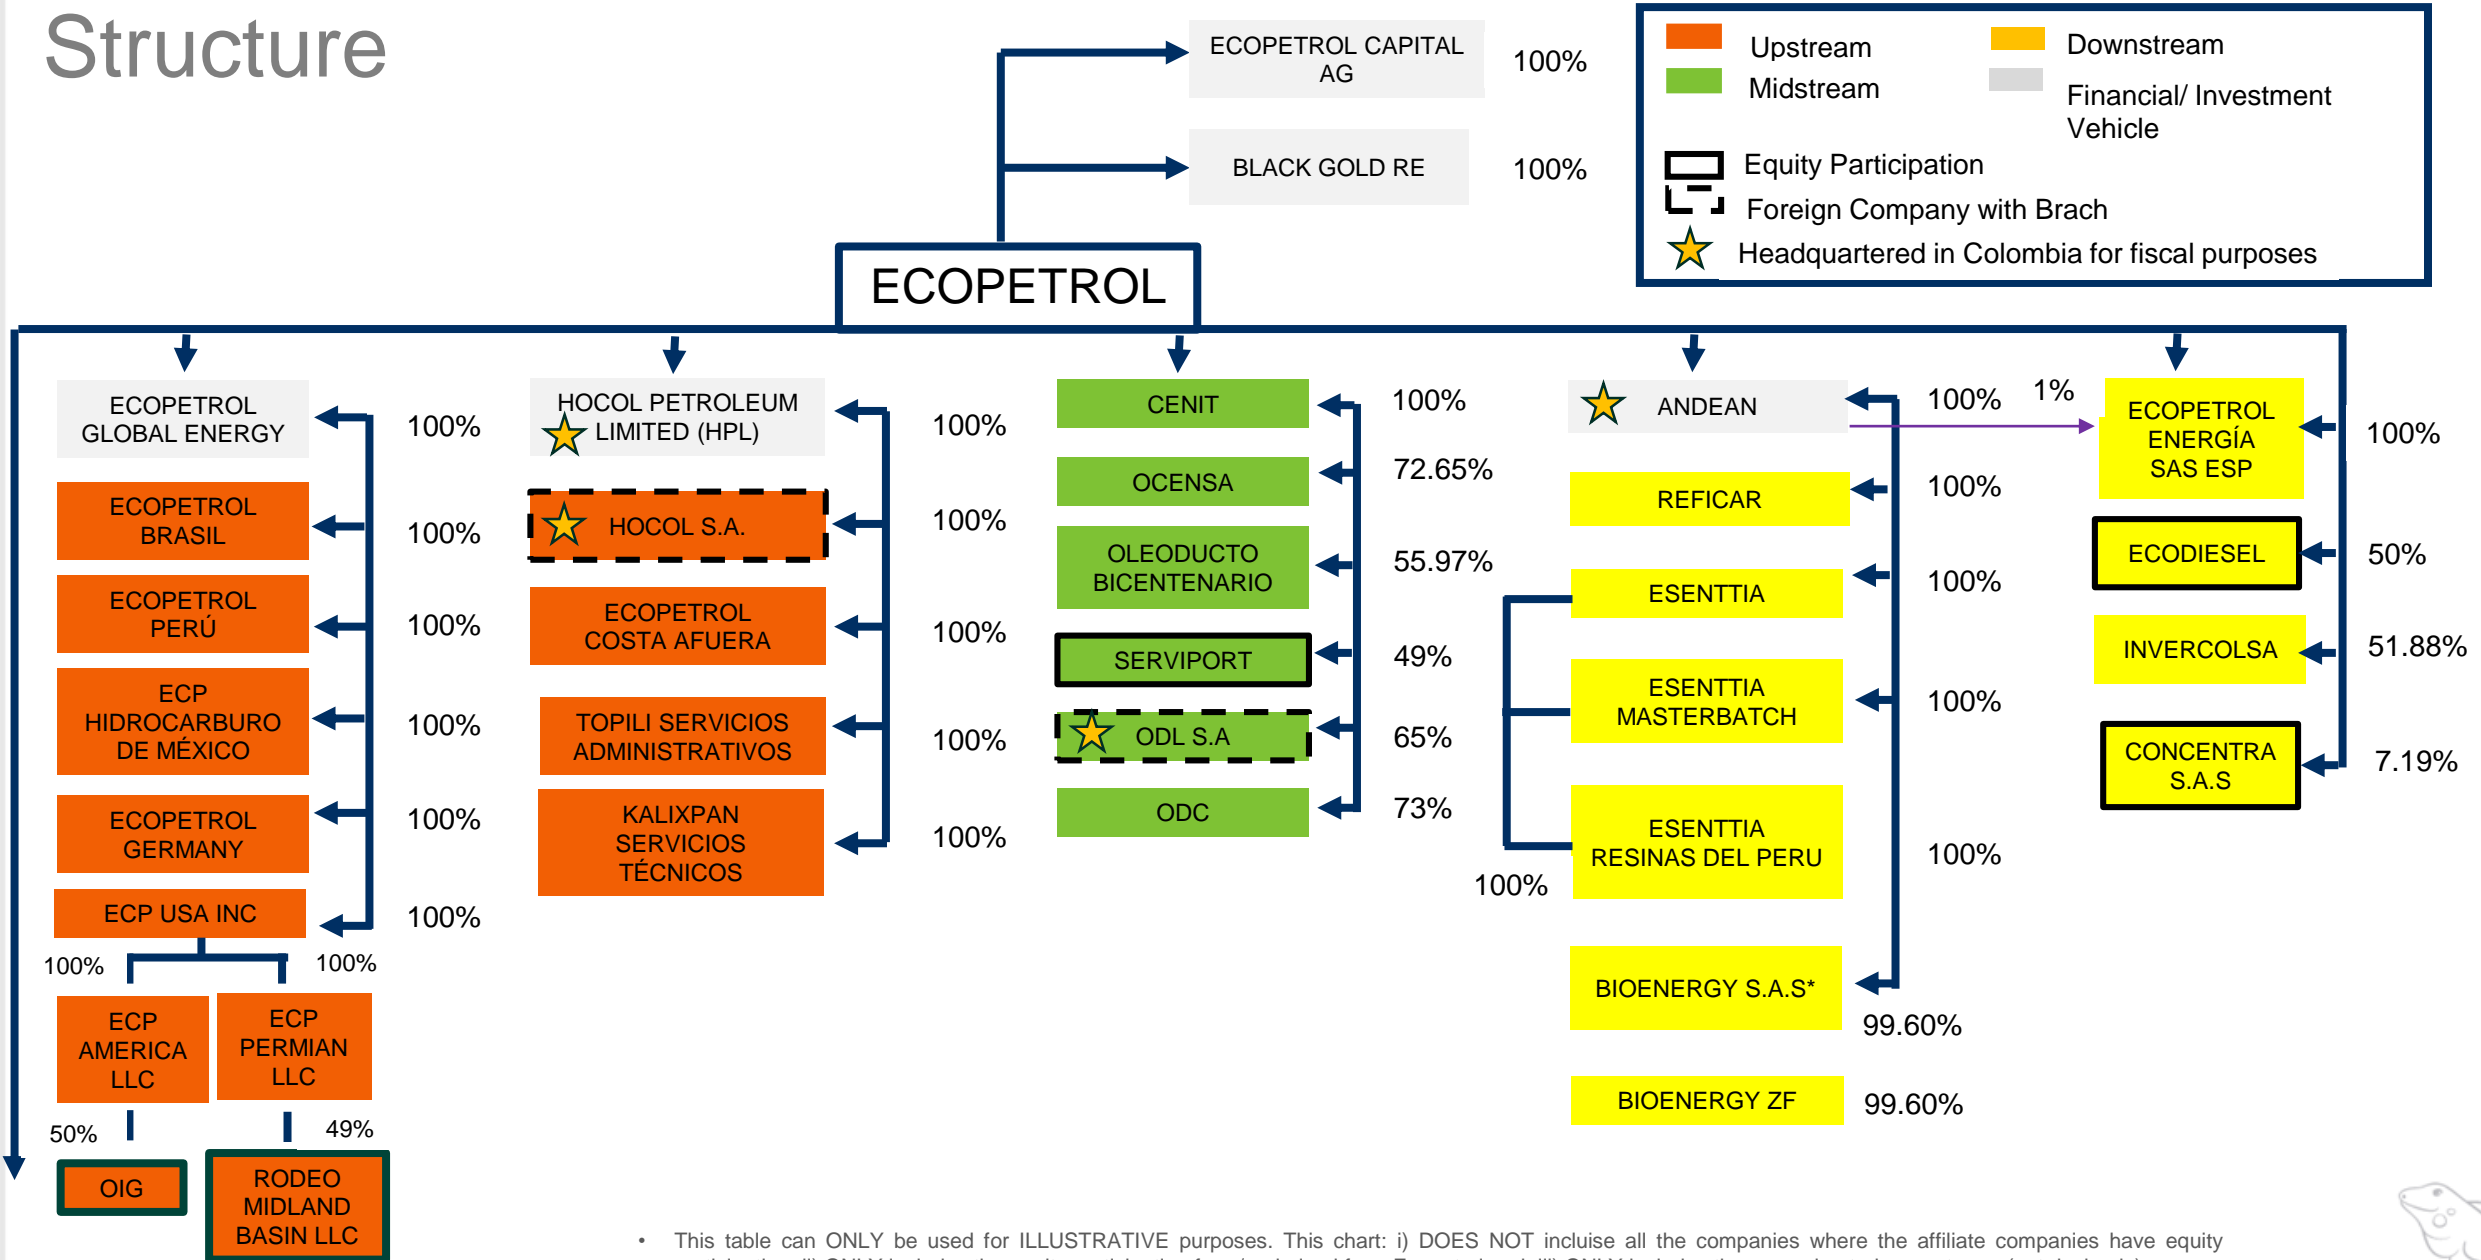 Structure
ECOPETROL CAPITAL
AG
100%
BLACK GOLD RE
100%
Upstream
Downstream
Midstream
Financial/ Investment
Vehicle
Equity Participation
Foreign Company with Brach
Headquartered in Colombia for fiscal purposes
ECOPETROL
ECOPETROL
GLOBAL ENERGY
100%
ECOPETROL
BRASIL
100%
ECOPETROL
PERÚ
100%
ECP
HIDROCARBURO
DE MÉXICO
100%
ECOPETROL
GERMANY
100%
ECP USA INC
100%
100%
100%
ECP
AMERICA
LLC
ECP
PERMIAN
LLC
50%
49%
OIG
RODEO
MIDLAND
BASIN LLC
HOCOL PETROLEUM
LIMITED (HPL)
100%
HOCOL S.A.
100%
ECOPETROL
COSTA AFUERA
100%
TOPILI SERVICIOS
ADMINISTRATIVOS
100%
KALIXPAN
SERVICIOS
TÉCNICOS
100%
CENIT
100%
OCENSA
72.65%
OLEODUCTO
BICENTENARIO
55.97%
SERVIPORT
49%
ODL S.A
65%
ODC
73%
ANDEAN
100%
1%
REFICAR
100%
ESENTTIA
100%
ESENTTIA
MASTERBATCH
100%
ESENTTIA
RESINAS DEL PERU
100%
100%
BIOENERGY S.A.S*
99.60%
BIOENERGY ZF
99.60%
ECOPETROL
ENERGÍA
SAS ESP
100%
ECODIESEL
50%
INVERCOLSA
51.88%
CONCENTRA
S.A.S
7.19%
• This table can ONLY be used for ILLUSTRATIVE purposes. This chart: i) DOES NOT incluise all the companies where the affiliate companies have equity